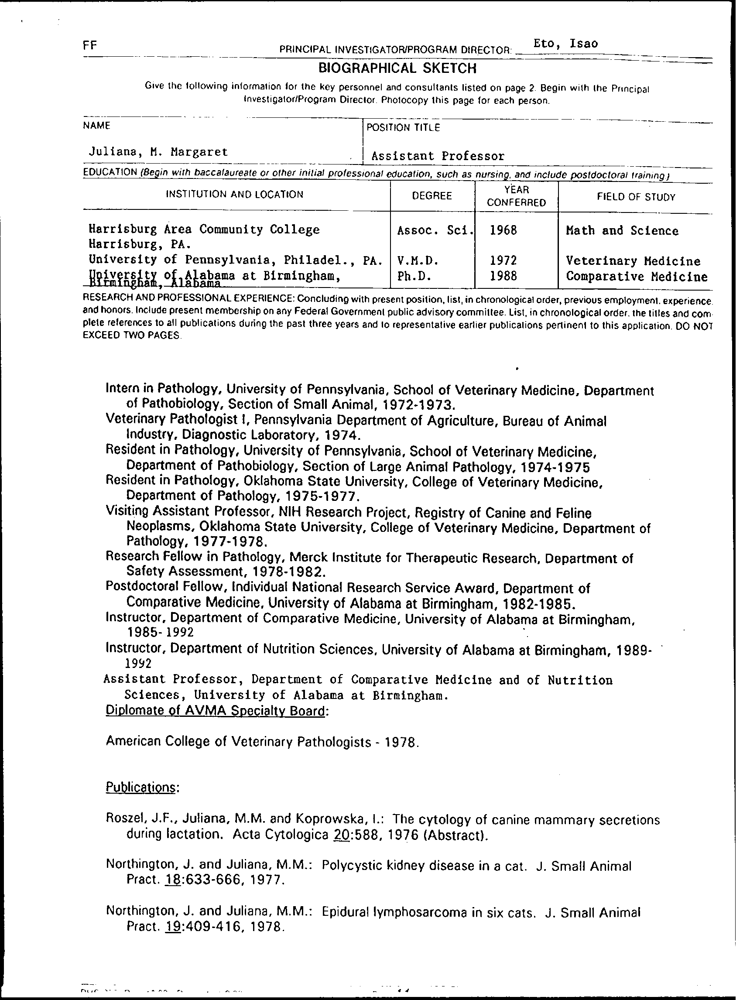 FF
PRINCIPAL INVESTIGATOR/PROGRAM DIRECTOR: Eto, Isao
BIOGRAPHICAL SKETCH
Give the following information for the key personnel and consultants listed on page 2. Begin with the Principal
Investigator/Program Director. Photocopy this page for each person.
NAME
POSITION TITLE
Juliana, M. Margaret
Assistant Professor
EDUCATION (Begin with baccalaureate or other initial professional education, such as nursing, and include postdoctoral training)
INSTITUTION AND LOCATION
DEGREE
YEAR
CONFERRED
FIELD OF STUDY
Harrisburg Area Community College Assoc. Sci. 1968 Math and Science
Harrisburg, PA.
University of Pennsylvania, Philadel., PA. V.M.D. 1972 Veterinary Medicine
University of Alabama at Birmingham, Ph.D. 1988 Comparative Medicine
Birmingham, Alabama
RESEARCH AND PROFESSIONAL EXPERIENCE: Concluding with present position, list, in chronological order, previous employment, experience
and honors. Include present membership on any Federal Government public advisory committee. List, in chronological order, the titles and com
plete references to all publications during the past three years and to representative earlier publications pertinent to this application. DO NOT
EXCEED TWO PAGES.
Intern in Pathology, University of Pennsylvania, School of Veterinary Medicine, Department
of Pathobiology, Section of Small Animal, 1972-1973.
Veterinary Pathologist I, Pennsylvania Department of Agriculture, Bureau of Animal
Industry, Diagnostic Laboratory, 1974.
Resident in Pathology, University of Pennsylvania, School of Veterinary Medicine,
Department of Pathobiology, Section of Large Animal Pathology, 1974-1975
Resident in Pathology, Oklahoma State University, College of Veterinary Medicine,
Department of Pathology, 1975-1977.
Visiting Assistant Professor, NIH Research Project, Registry of Canine and Feline
Neoplasms, Oklahoma State University, College of Veterinary Medicine, Department of
Pathology, 1977-1978.
Research Fellow in Pathology, Merck Institute for Therapeutic Research, Department of
Safety Assessment, 1978-1982.
Postdoctoral Fellow, Individual National Research Service Award, Department of
Comparative Medicine, University of Alabama at Birmingham, 1982-1985.
Instructor, Department of Comparative Medicine, University of Alabama at Birmingham,
1985-1992
Instructor, Department of Nutrition Sciences, University of Alabama at Birmingham, 1989-
1992
Assistant Professor, Department of Comparative Medicine and of Nutrition
Sciences, University of Alabama at Birmingham.
Diplomate of AVMA Specialty Board:
American College of Veterinary Pathologists - 1978.
Publications:
Roszel, J.F., Juliana, M.M. and Koprowska, I.: The cytology of canine mammary secretions
during lactation. Acta Cytologica 20:588, 1976 (Abstract).
Northington, J. and Juliana, M.M.: Polycystic kidney disease in a cat. J. Small Animal
Pract. 18:633-666, 1977.
Northington, J. and Juliana, M.M.: Epidural lymphosarcoma in six cats. J. Small Animal
Pract. 19:409-416, 1978.